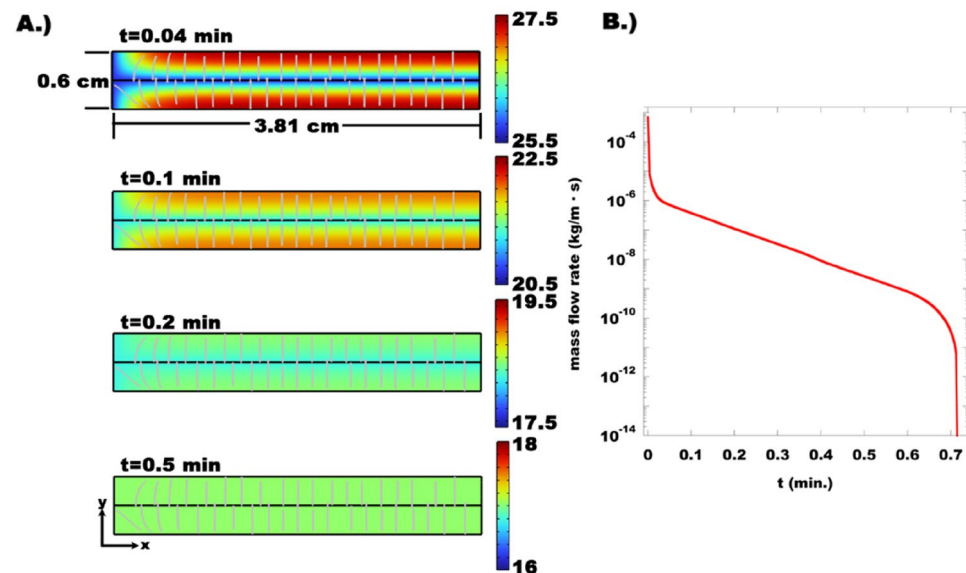 A.)
t=0.04 min
0.6 cm
3.81 cm
27.5
25.5
t=0.1 min
22.5
20.5
t=0.2 min
19.5
17.5
t=0.5 min
18
16
y
x
B.)
mass flow rate (kg/m · s)
10-4
10-6
10-8
10-10
10-12
10-14
0 0.1 0.2 0.3 0.4 0.5 0.6 0.7
t (min.)